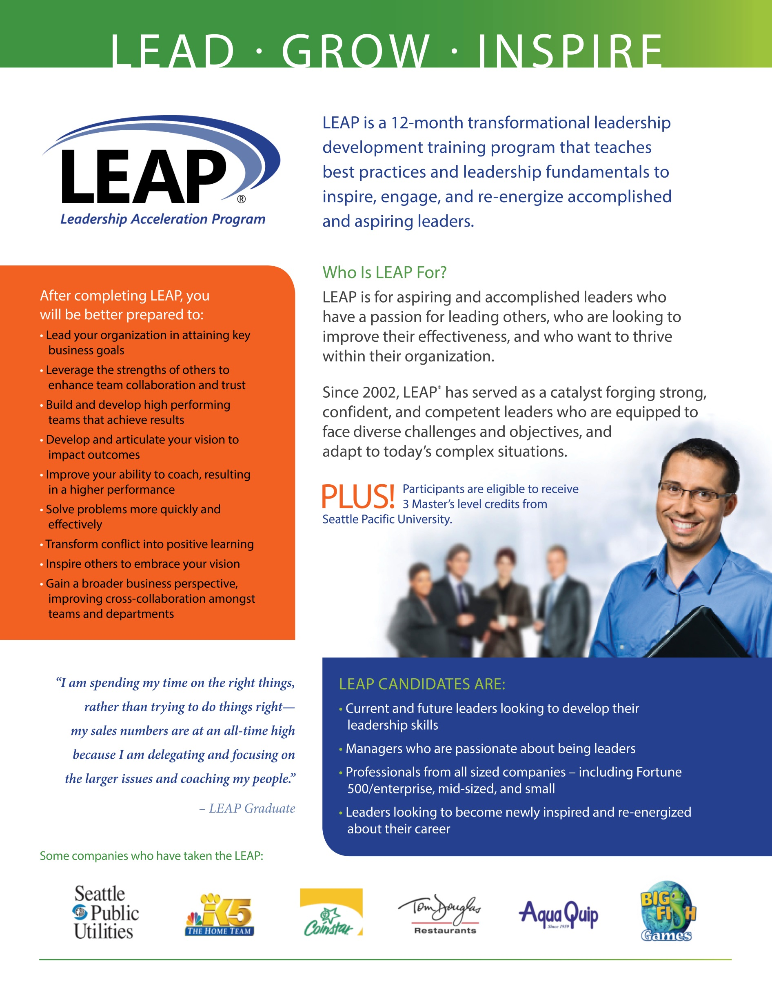 LEAD · GROW · INSPIRE
LEAP®
Leadership Acceleration Program
LEAP is a 12-month transformational leadership
development training program that teaches
best practices and leadership fundamentals to
inspire, engage, and re-energize accomplished
and aspiring leaders.
After completing LEAP, you
will be better prepared to:
• Lead your organization in attaining key
business goals
• Leverage the strengths of others to
enhance team collaboration and trust
• Build and develop high performing
teams that achieve results
• Develop and articulate your vision to
impact outcomes
• Improve your ability to coach, resulting
in a higher performance
• Solve problems more quickly and
effectively
• Transform conflict into positive learning
• Inspire others to embrace your vision
• Gain a broader business perspective,
improving cross-collaboration amongst
teams and departments
Who Is LEAP For?
LEAP is for aspiring and accomplished leaders who
have a passion for leading others, who are looking to
improve their effectiveness, and who want to thrive
within their organization.
Since 2002, LEAP® has served as a catalyst forging strong,
confident, and competent leaders who are equipped to
face diverse challenges and objectives, and
adapt to today’s complex situations.
PLUS! Participants are eligible to receive
3 Master’s level credits from
Seattle Pacific University.
“I am spending my time on the right things,
rather than trying to do things right—
my sales numbers are at an all-time high
because I am delegating and focusing on
the larger issues and coaching my people.”
– LEAP Graduate
LEAP CANDIDATES ARE:
• Current and future leaders looking to develop their
leadership skills
• Managers who are passionate about being leaders
• Professionals from all sized companies – including Fortune
500/enterprise, mid-sized, and small
• Leaders looking to become newly inspired and re-energized
about their career
Some companies who have taken the LEAP:
Seattle
Public
Utilities
K5
THE HOME TEAM
Coinstar
Tom Douglas
Restaurants
Aqua Quip
Since 1959
BIG
FISH
Games